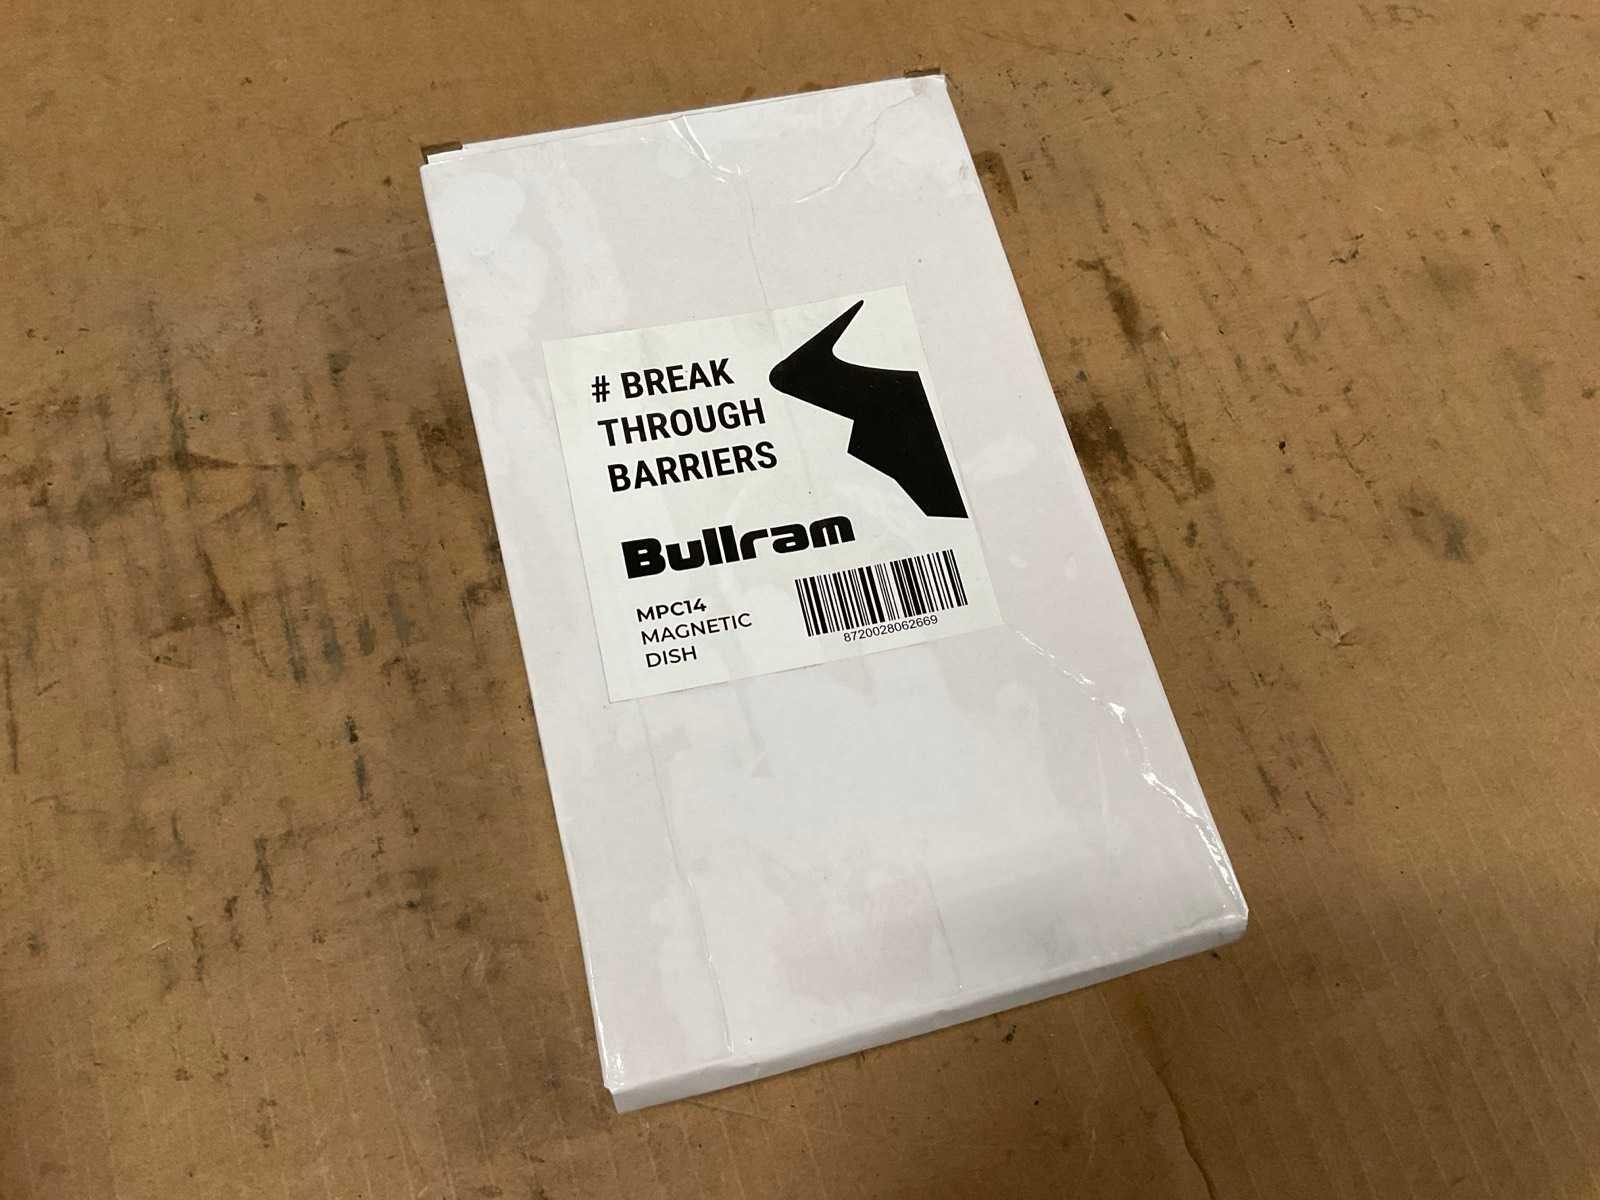 # BREAK
THROUGH
BARRIERS
Bullram
MPC14
MAGNETIC
DISH
8720028062669